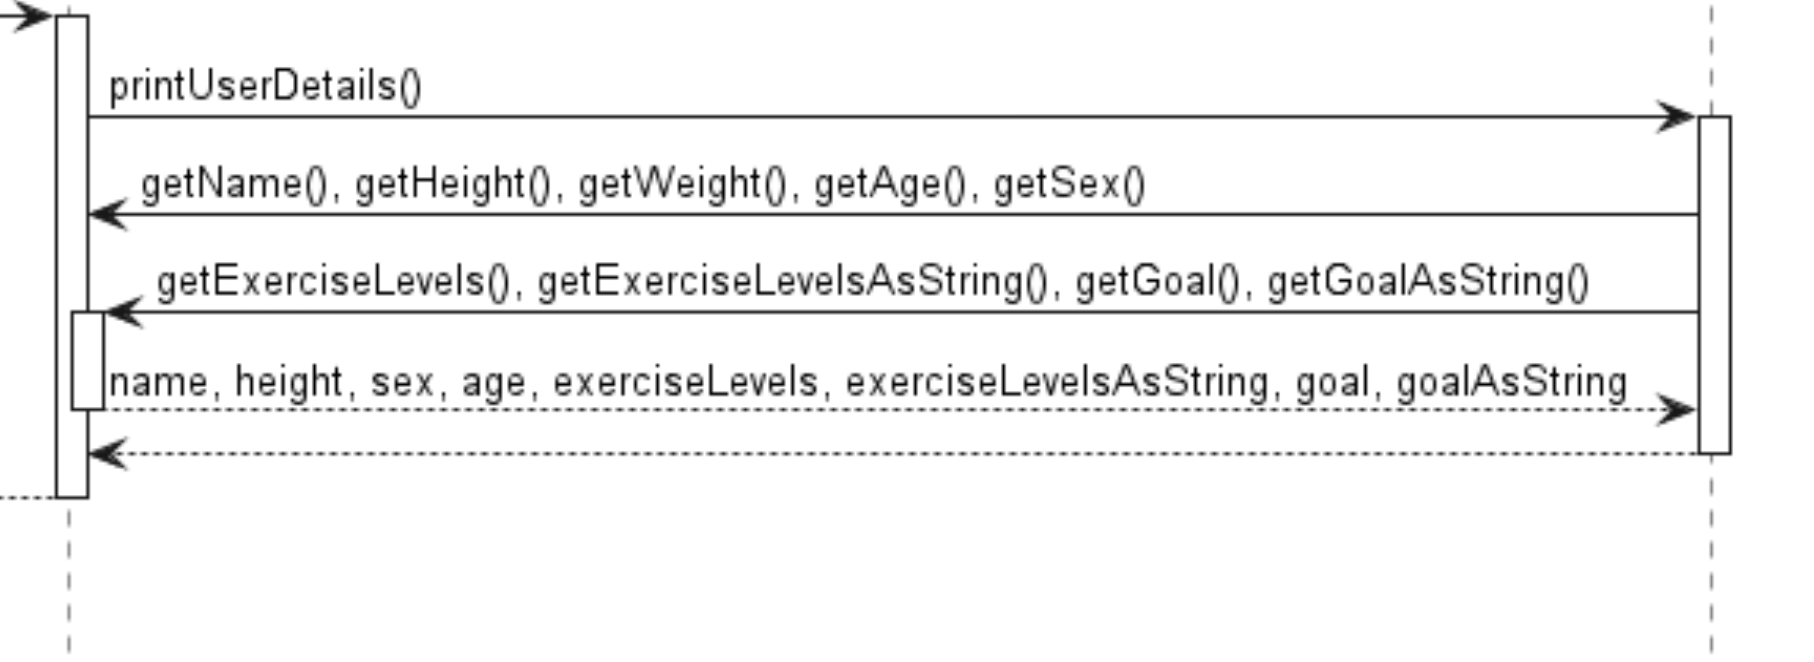 printUserDetails()
getName(), getHeight(), getWeight(), getAge(), getSex()
getExerciseLevels(), getExerciseLevelsAsString(), getGoal(), getGoalAsString()
name, height, sex, age, exerciseLevels, exerciseLevelsAsString, goal, goalAsString